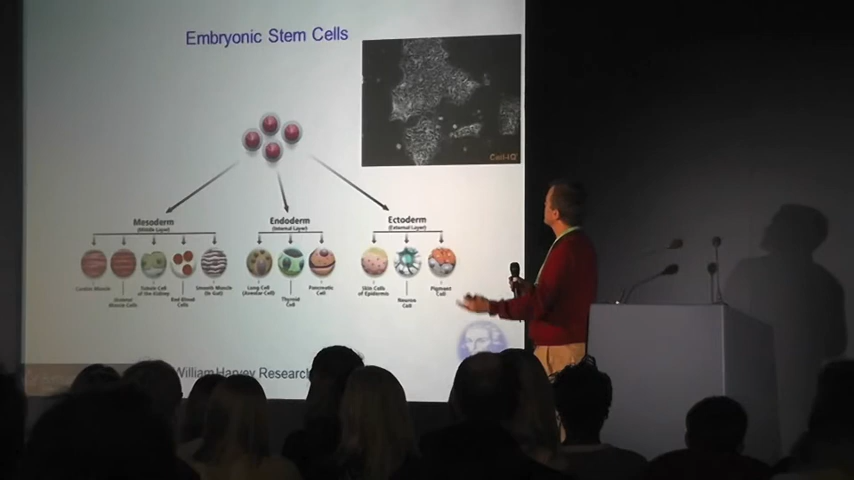 Embryonic Stem Cells
Cell-IQ
Mesoderm
(Middle Layer)
Endoderm
(Internal Layer)
Ectoderm
(External Layer)
Cardiac Muscle
Skeletal Muscle Cells
Tubule Cell of the Kidney
Red Blood Cells
Smooth Muscle (in Gut)
Lung Cell (Alveolar Cell)
Thyroid Cell
Pancreatic Cell
Skin Cells of Epidermis
Neuron Cell
Pigment Cell
William Harvey Research